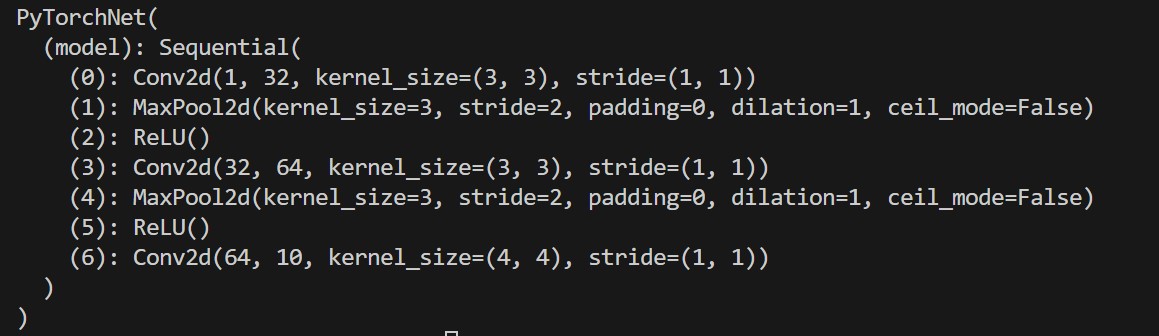 PyTorchNet(
  (model): Sequential(
    (0): Conv2d(1, 32, kernel_size=(3, 3), stride=(1, 1))
    (1): MaxPool2d(kernel_size=3, stride=2, padding=0, dilation=1, ceil_mode=False)
    (2): ReLU()
    (3): Conv2d(32, 64, kernel_size=(3, 3), stride=(1, 1))
    (4): MaxPool2d(kernel_size=3, stride=2, padding=0, dilation=1, ceil_mode=False)
    (5): ReLU()
    (6): Conv2d(64, 10, kernel_size=(4, 4), stride=(1, 1))
  )
)